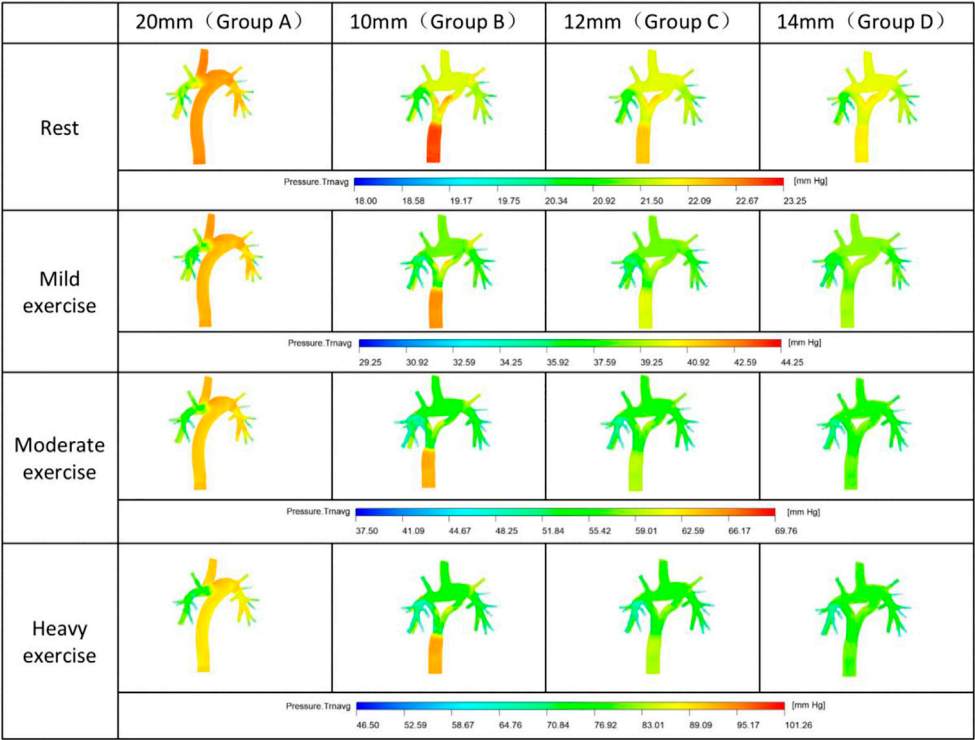 20mm（Group A） 10mm（Group B） 12mm（Group C） 14mm（Group D）
Rest
Pressure.Trnavg [mm Hg]
18.00 18.58 19.17 19.75 20.34 20.92 21.50 22.09 22.67 23.25
Mild
exercise
Pressure.Trnavg [mm Hg]
29.25 30.92 32.59 34.25 35.92 37.59 39.25 40.92 42.59 44.25
Moderate
exercise
Pressure.Trnavg [mm Hg]
37.50 41.09 44.67 48.25 51.84 55.42 59.01 62.59 66.17 69.76
Heavy
exercise
Pressure.Trnavg [mm Hg]
46.50 52.59 58.67 64.76 70.84 76.92 83.01 89.09 95.17 101.26